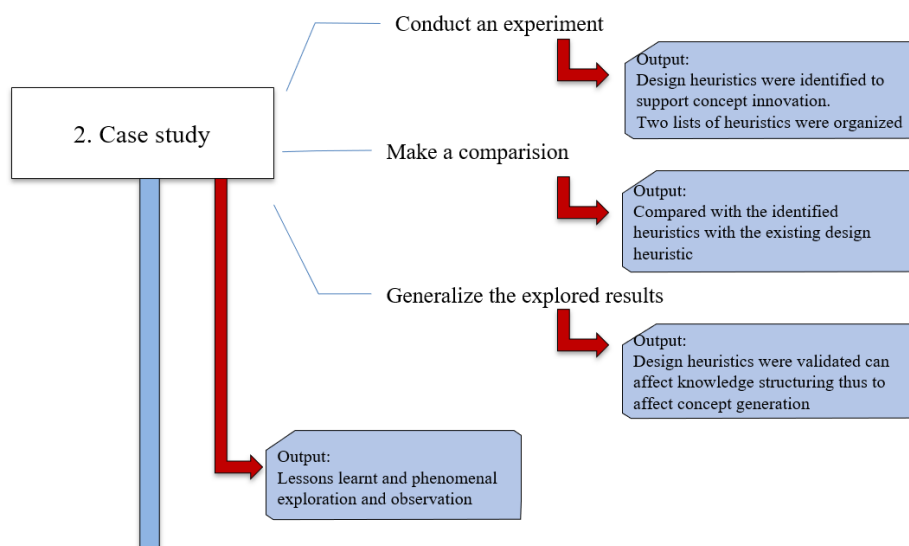 Conduct an experiment
Output:
Design heuristics were identified to
support concept innovation.
Two lists of heuristics were organized
2. Case study
Make a comparision
Output:
Compared with the identified
heuristics with the existing design
heuristic
Generalize the explored results
Output:
Design heuristics were validated can
affect knowledge structuring thus to
affect concept generation
Output:
Lessons learnt and phenomenal
exploration and observation